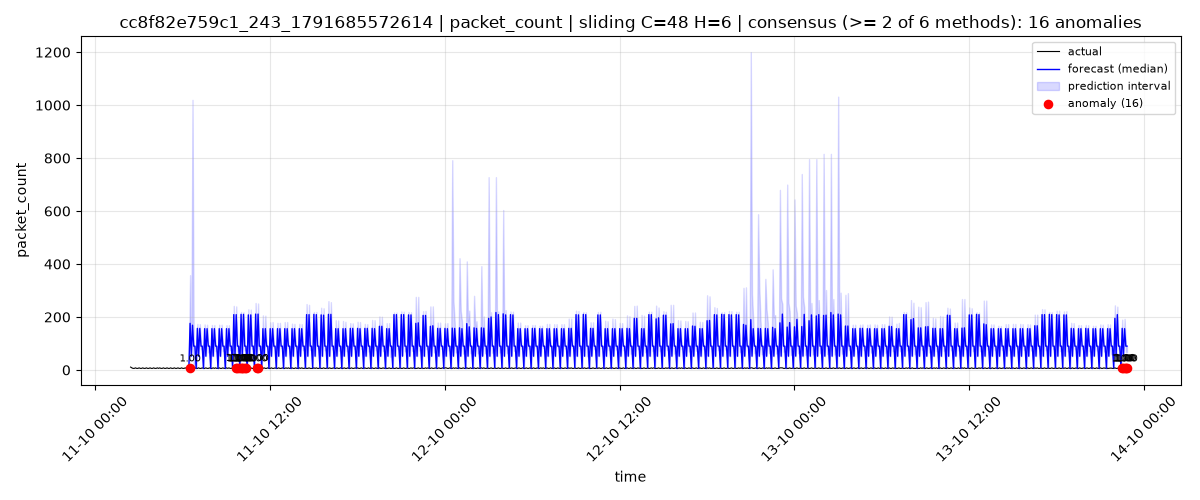 cc8f82e759c1_243_1791685572614 | packet_count | sliding C=48 H=6 | consensus (>= 2 of 6 methods): 16 anomalies
actual
forecast (median)
prediction interval
anomaly (16)
packet_count
1200
1000
800
600
400
200
0
1.00
11-10 00:00
11-10 12:00
12-10 00:00
12-10 12:00
13-10 00:00
13-10 12:00
14-10 00:00
time